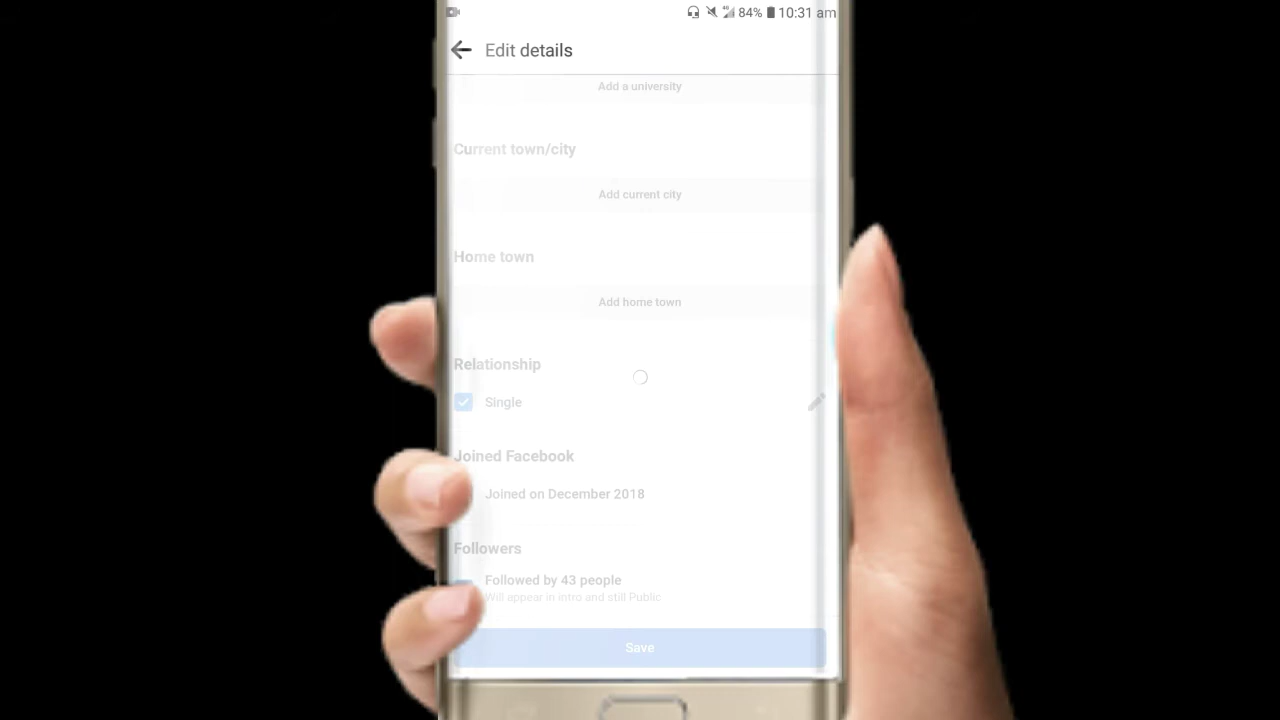 84% 10:31 am
Edit details
Add a university
Current town/city
Add current city
Home town
Add home town
Relationship
Single
Joined Facebook
Joined on December 2018
Followers
Followed by 43 people
Will appear in intro and still Public
Save